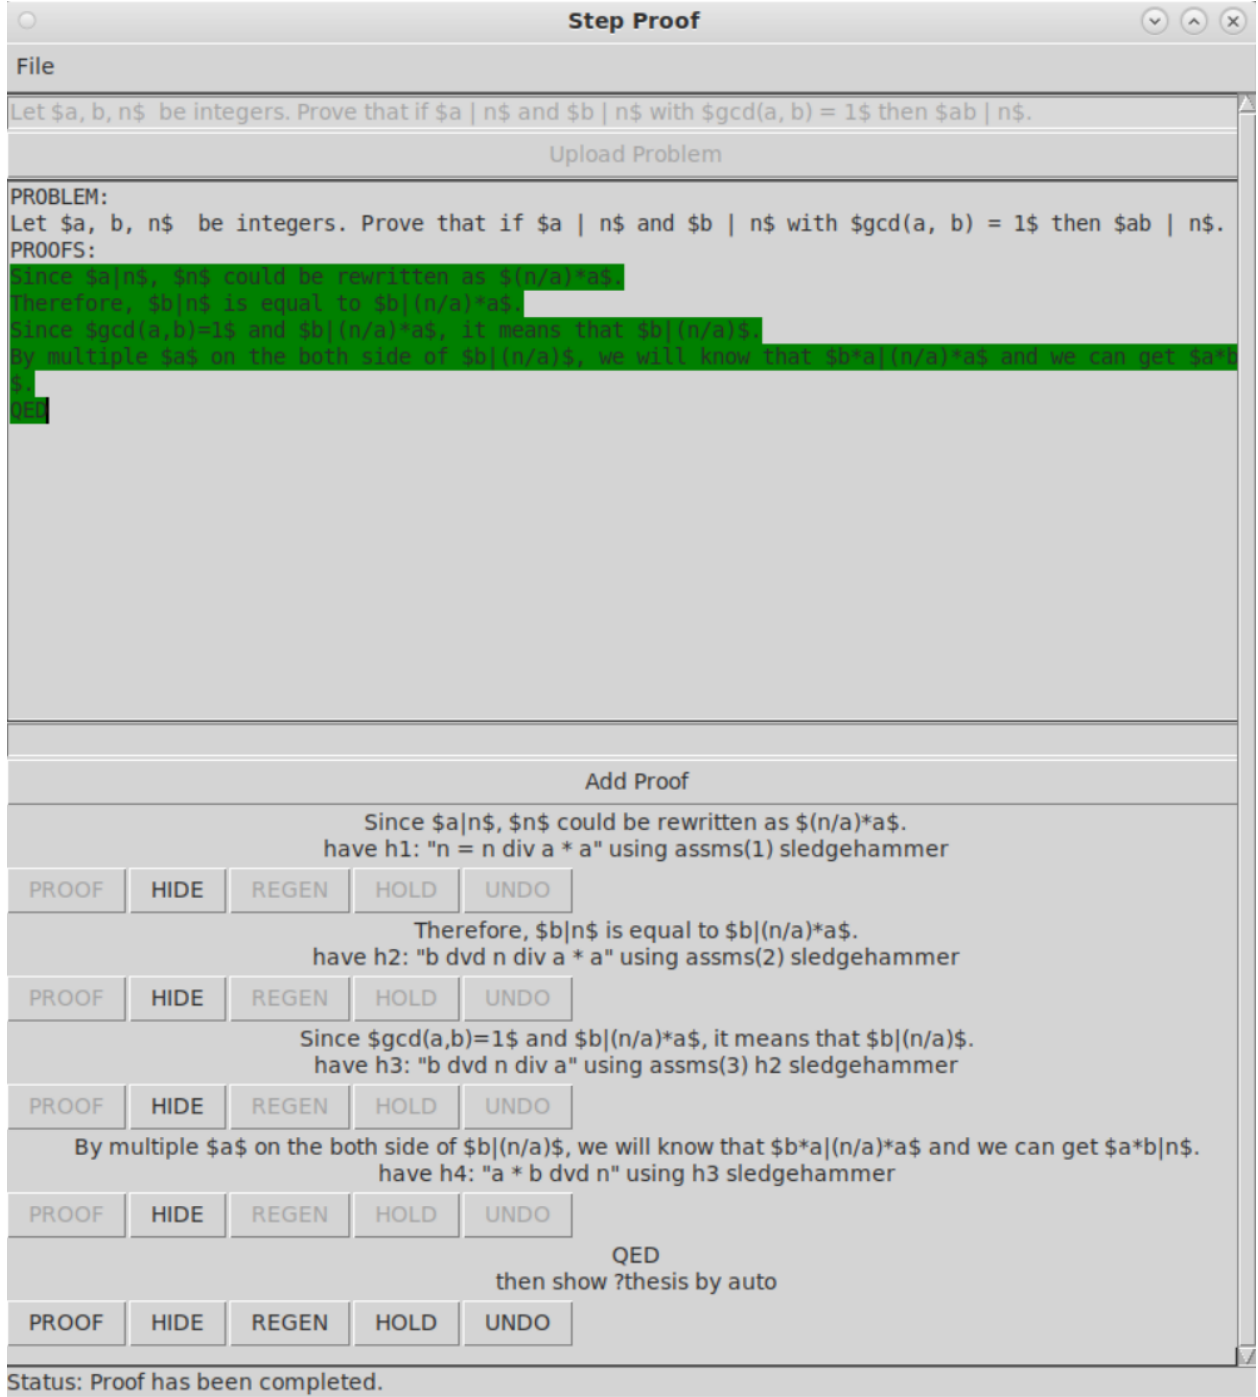 Step Proof
File
Let $a, b, n$  be integers. Prove that if $a | n$ and $b | n$ with $gcd(a, b) = 1$ then $ab | n$.
Upload Problem
PROBLEM:
Let $a, b, n$  be integers. Prove that if $a | n$ and $b | n$ with $gcd(a, b) = 1$ then $ab | n$.
PROOFS:
Since $a|n$, $n$ could be rewritten as $(n/a)*a$.
Therefore, $b|n$ is equal to $b|(n/a)*a$.
Since $gcd(a,b)=1$ and $b|(n/a)*a$, it means that $b|(n/a)$.
By multiple $a$ on the both side of $b|(n/a)$, we will know that $b*a|(n/a)*a$ and we can get $a*b
$.
QED
Add Proof
Since $a|n$, $n$ could be rewritten as $(n/a)*a$.
have h1: "n = n div a * a" using assms(1) sledgehammer
PROOF HIDE REGEN HOLD UNDO
Therefore, $b|n$ is equal to $b|(n/a)*a$.
have h2: "b dvd n div a * a" using assms(2) sledgehammer
PROOF HIDE REGEN HOLD UNDO
Since $gcd(a,b)=1$ and $b|(n/a)*a$, it means that $b|(n/a)$.
have h3: "b dvd n div a" using assms(3) h2 sledgehammer
PROOF HIDE REGEN HOLD UNDO
By multiple $a$ on the both side of $b|(n/a)$, we will know that $b*a|(n/a)*a$ and we can get $a*b|n$.
have h4: "a * b dvd n" using h3 sledgehammer
PROOF HIDE REGEN HOLD UNDO
QED
then show ?thesis by auto
PROOF HIDE REGEN HOLD UNDO
Status: Proof has been completed.